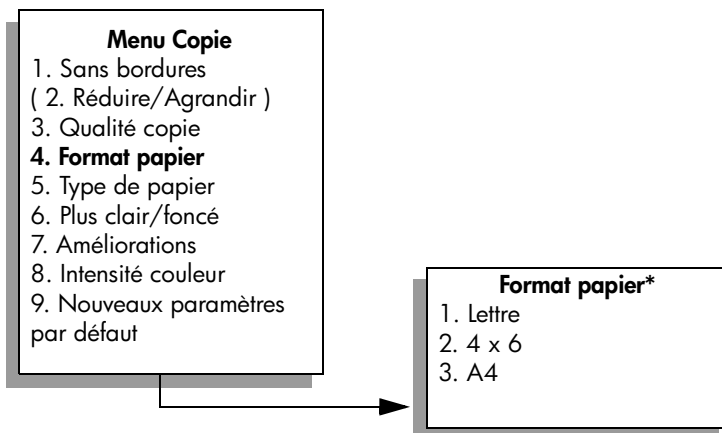 Menu Copie
1. Sans bordures
( 2. Réduire/Agrandir )
3. Qualité copie
4. Format papier
5. Type de papier
6. Plus clair/foncé
7. Améliorations
8. Intensité couleur
9. Nouveaux paramètres
par défaut
Format papier*
1. Lettre
2. 4 x 6
3. A4